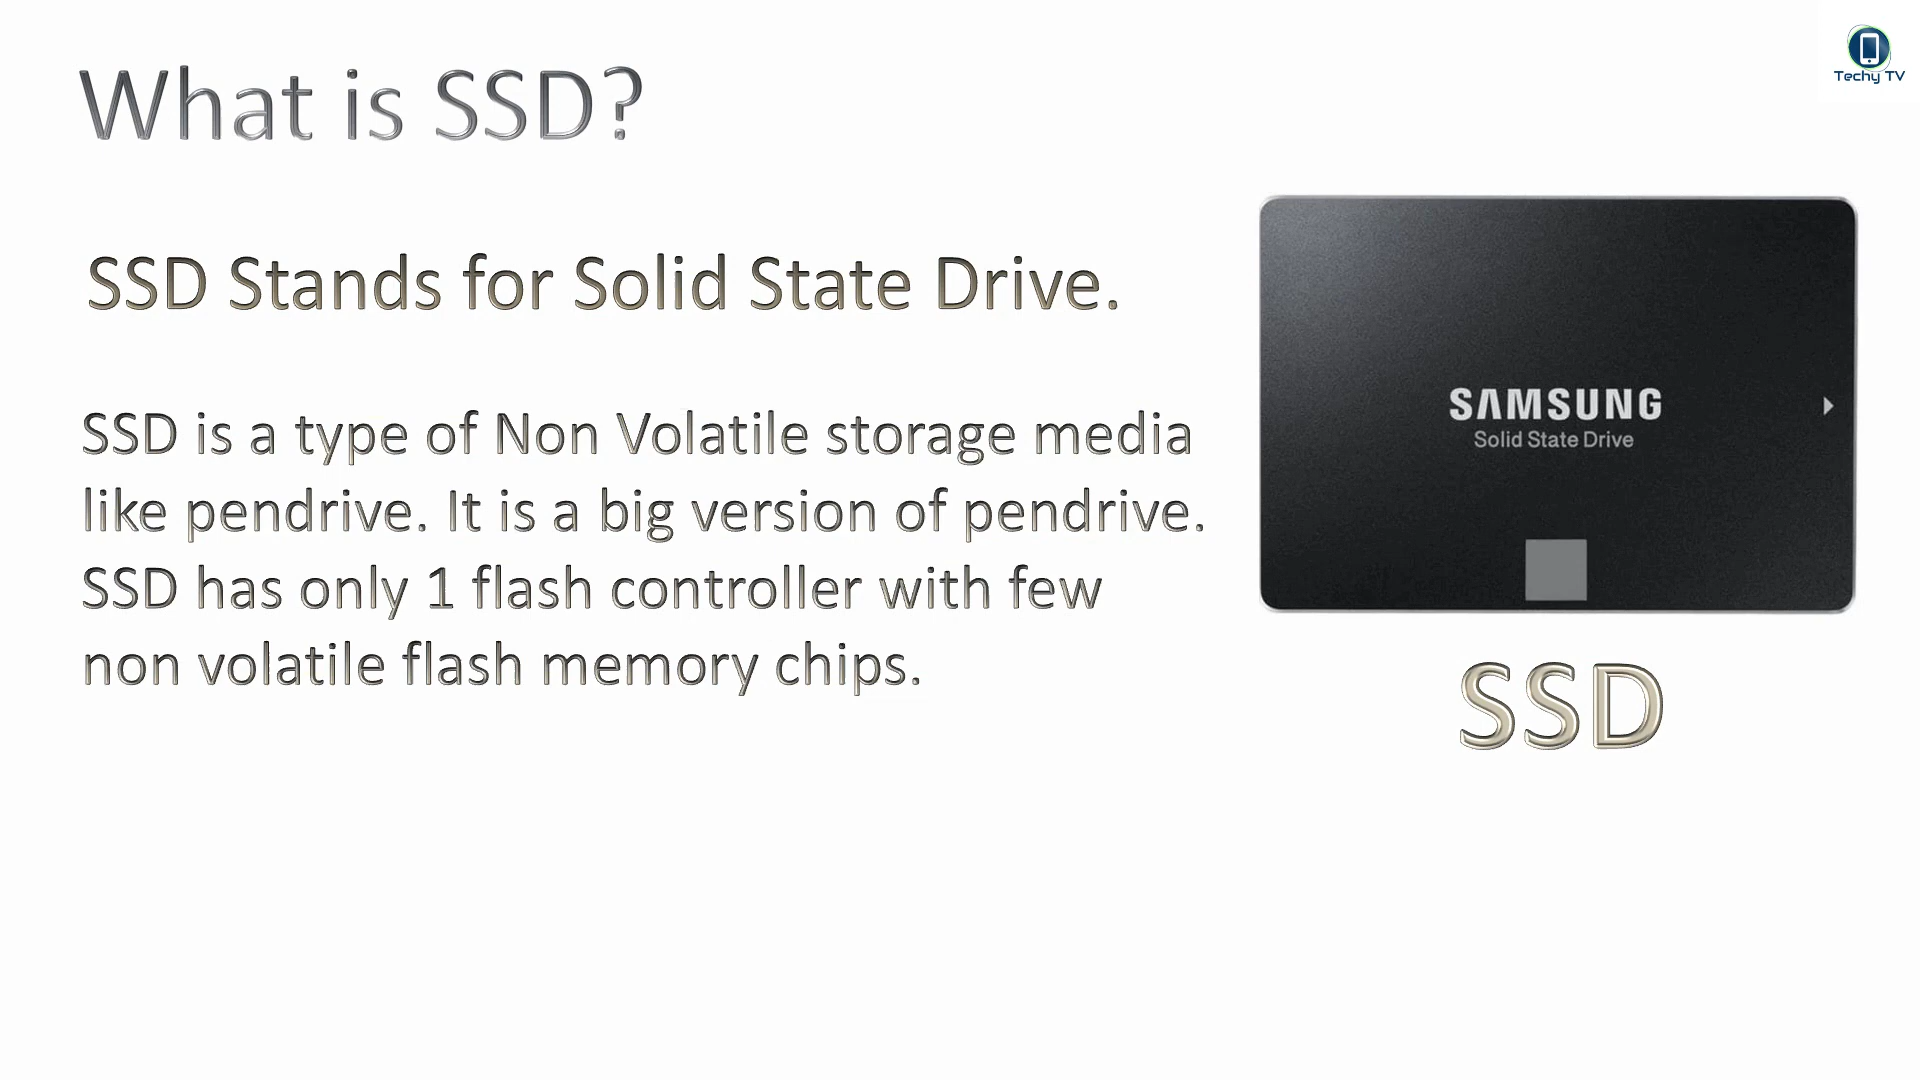 What is SSD?
Techy TV
SSD Stands for Solid State Drive.
SSD is a type of Non Volatile storage media
like pendrive. It is a big version of pendrive.
SSD has only 1 flash controller with few
non volatile flash memory chips.
SAMSUNG
Solid State Drive
SSD